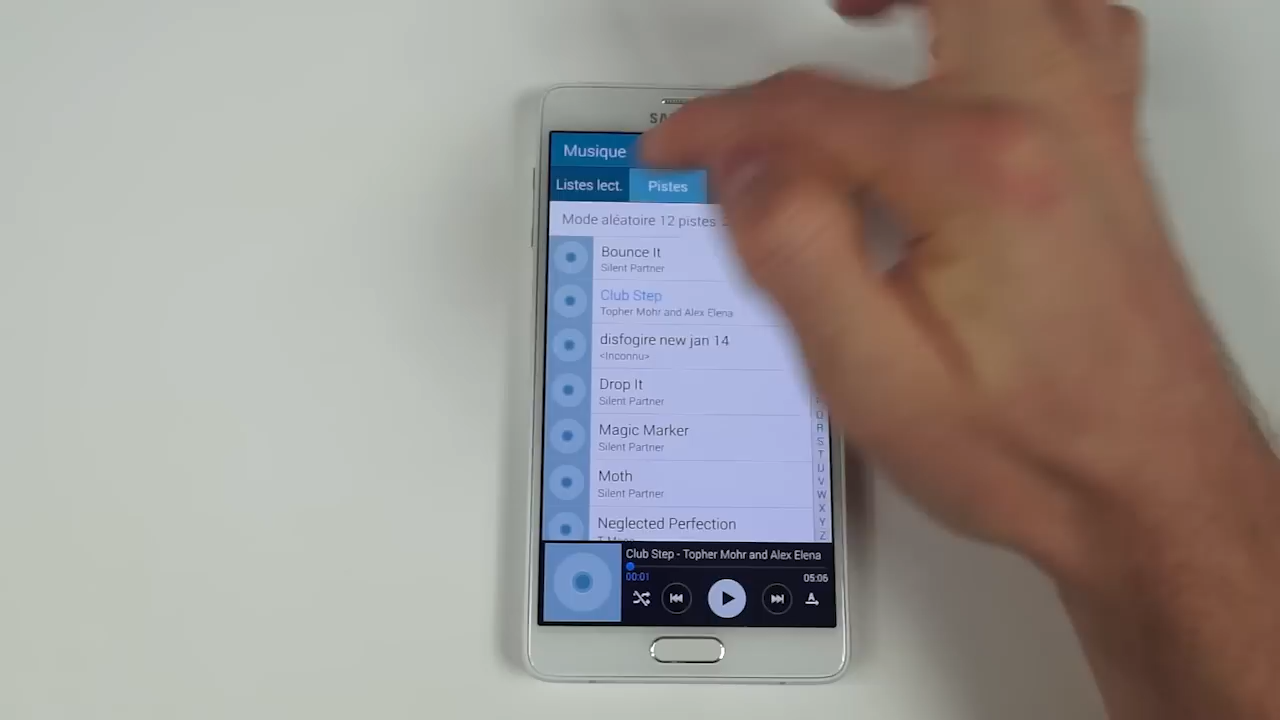 SA
Musique
Listes lect. Pistes
Mode aléatoire 12 pistes
Bounce It
Silent Partner
Club Step
Topher Mohr and Alex Elena
disfogire new jan 14
<Inconnu>
Drop It
Silent Partner
Magic Marker
Silent Partner
Moth
Silent Partner
Neglected Perfection
Q
R
S
T
U
V
W
X
Y
Z
Club Step - Topher Mohr and Alex Elena
00:01 05:06
A